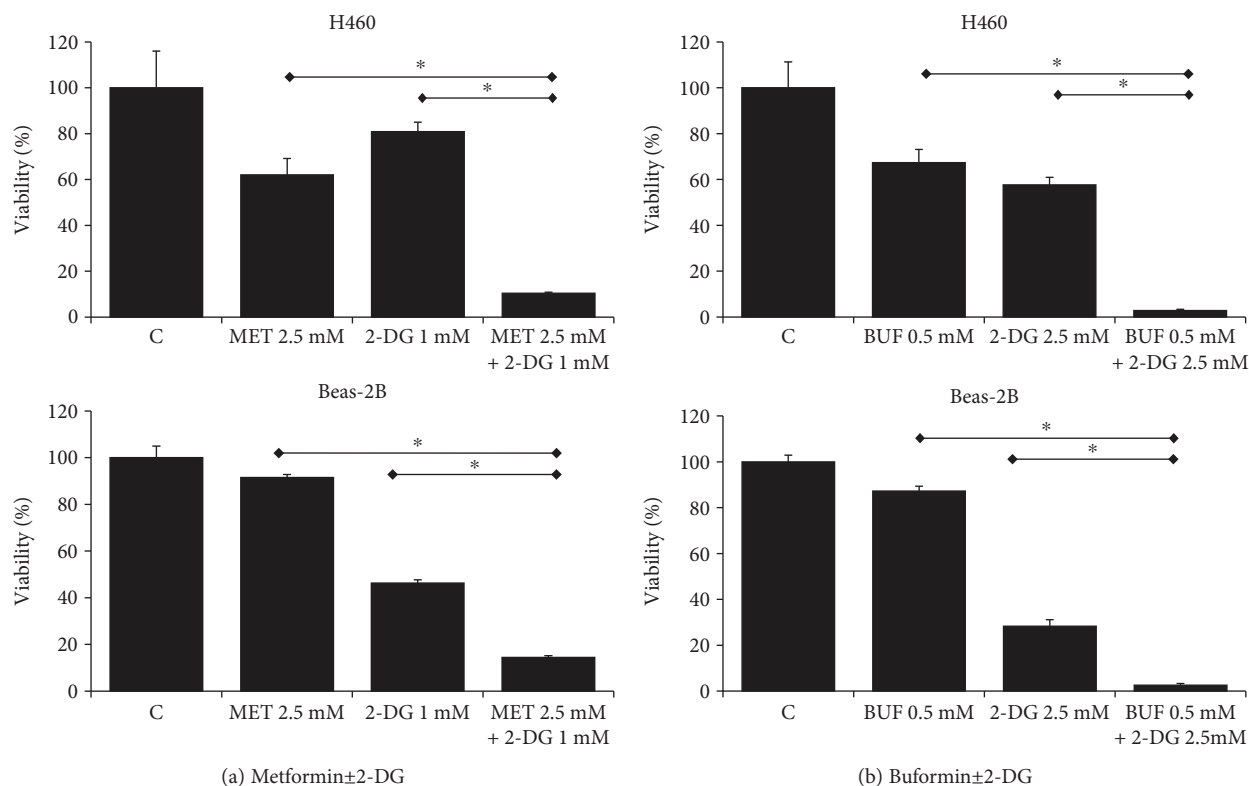 H460
120
100
80
60
40
20
0
Viability (%)
*
*
C
MET 2.5 mM
2-DG 1 mM
MET 2.5 mM
+ 2-DG 1 mM
Beas-2B
120
100
80
60
40
20
0
Viability (%)
*
*
C
MET 2.5 mM
2-DG 1 mM
MET 2.5 mM
+ 2-DG 1 mM
(a) Metformin±2-DG
H460
120
100
80
60
40
20
0
Viability (%)
*
*
C
BUF 0.5 mM
2-DG 2.5 mM
BUF 0.5 mM
+ 2-DG 2.5 mM
Beas-2B
120
100
80
60
40
20
0
Viability (%)
*
*
C
BUF 0.5 mM
2-DG 2.5 mM
BUF 0.5 mM
+ 2-DG 2.5mM
(b) Buformin±2-DG